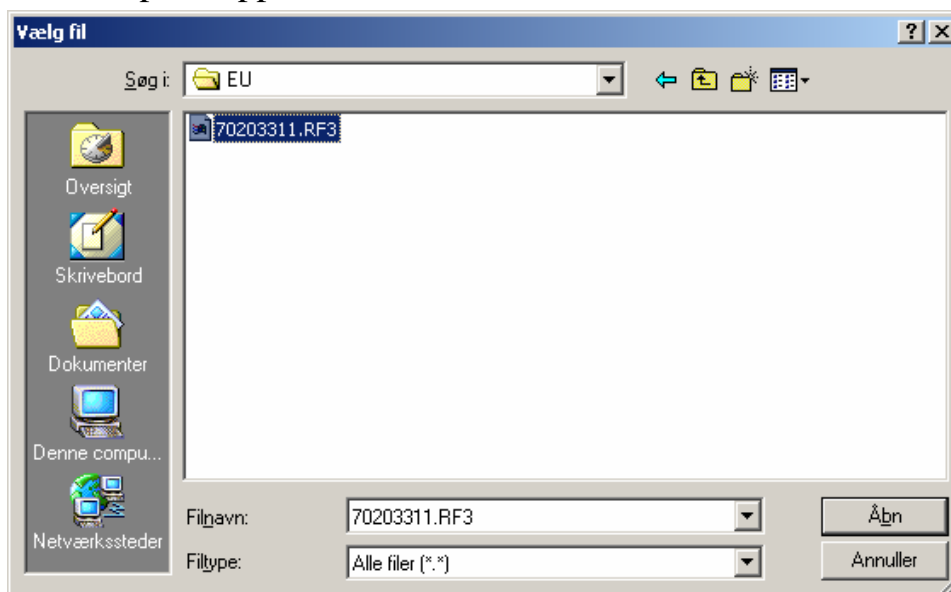 Vælg fil
Søg i:
EU
70203311.RF3
Oversigt
Skrivebord
Dokumenter
Denne compu...
Netværkssteder
Filnavn:
70203311.RF3
Åbn
Filtype:
Alle filer (*.*)
Annuller